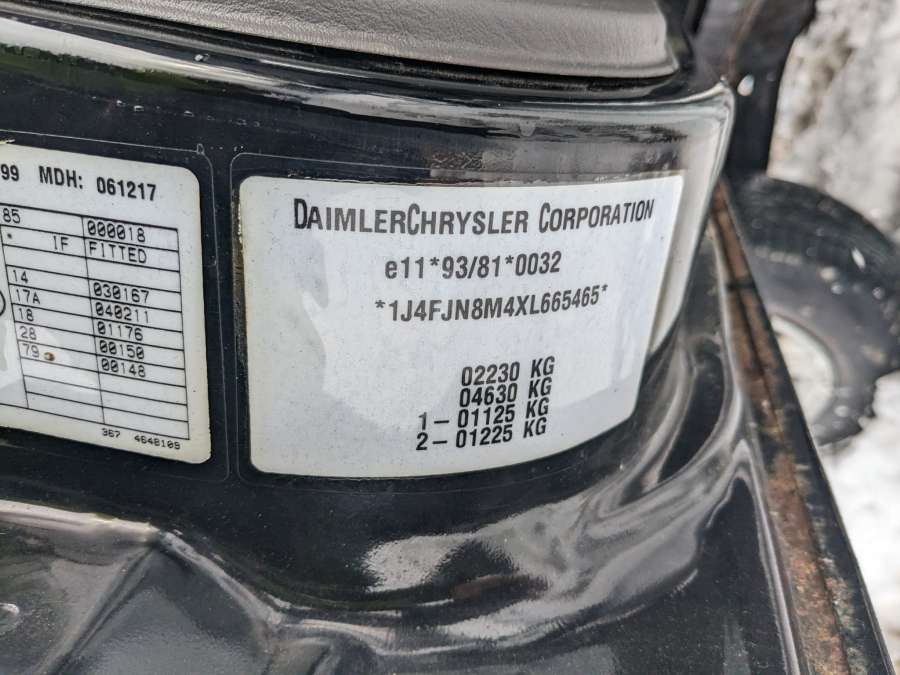 99 MDH: 061217
85 000018
* IF FITTED
14 030167
17A 040211
18 01176
28 00150
79 00148
367 4648109
DAIMLERCHRYSLER CORPORATION
e11*93/81*0032
*1J4FJN8M4XL665465*
02230 KG
04630 KG
1-01125 KG
2-01225 KG